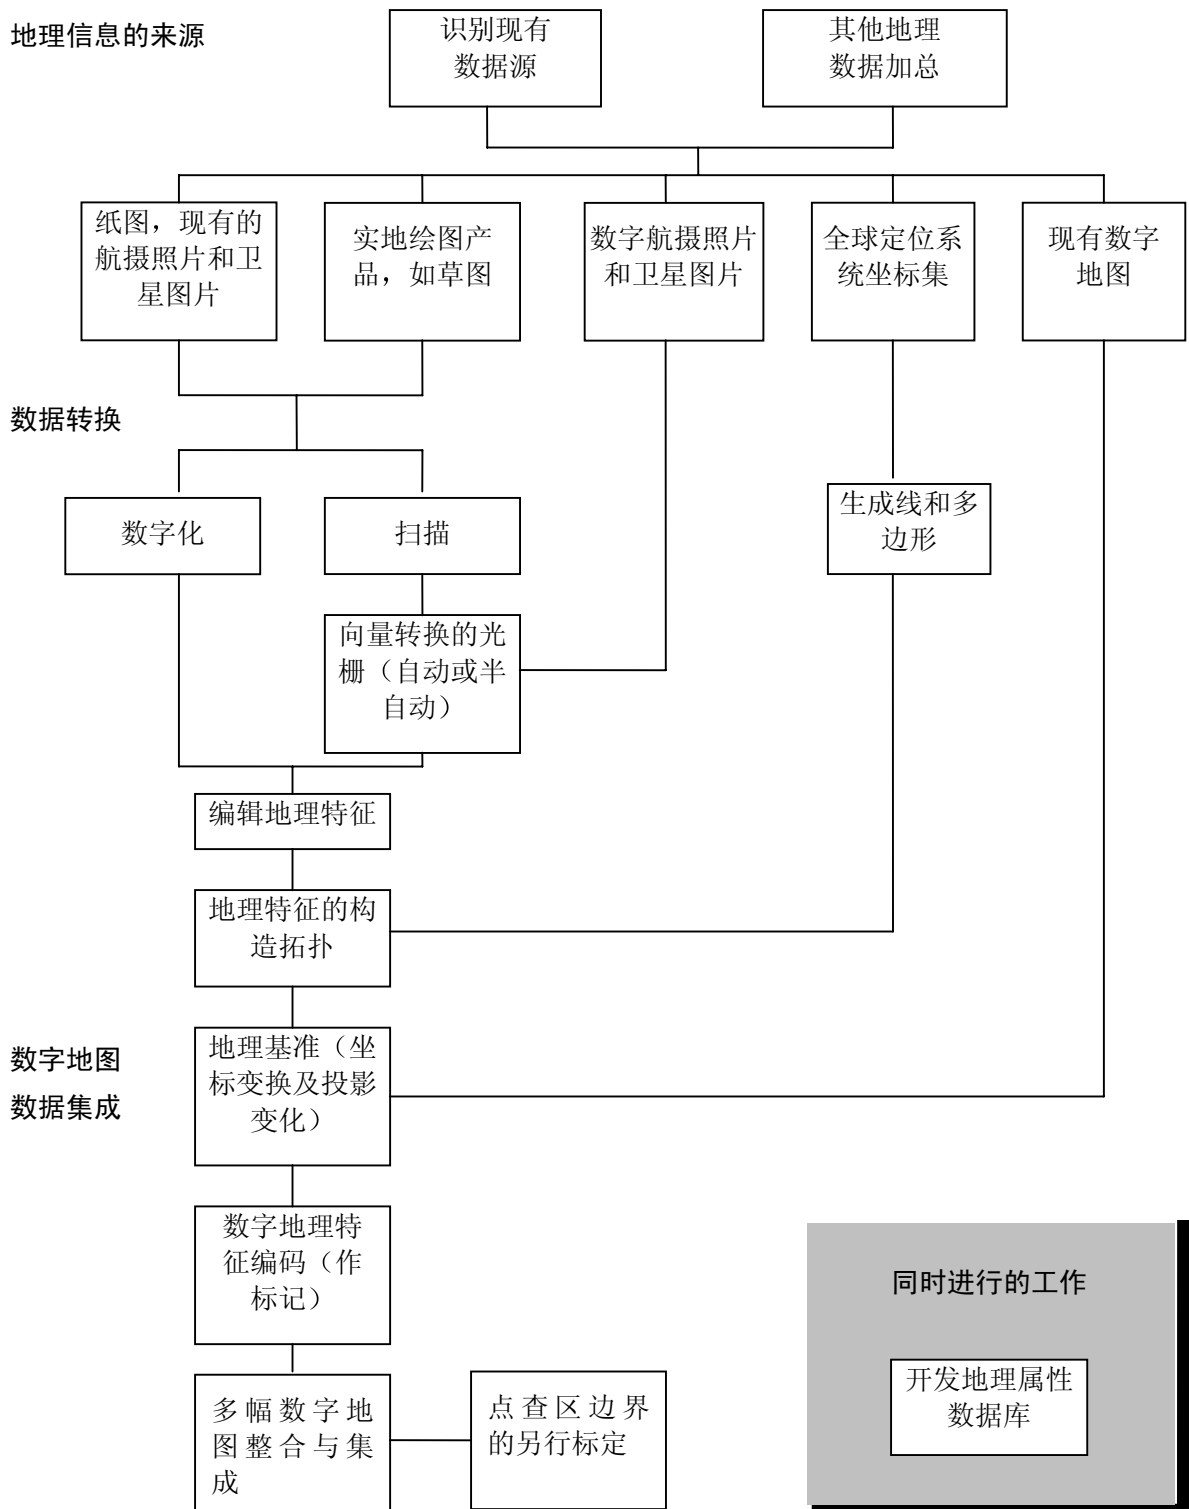 地理信息的来源
识别现有
数据源
其他地理
数据加总
纸图，现有的
航摄照片和卫
星图片
实地绘图产
品，如草图
数字航摄照片
和卫星图片
全球定位系
统坐标集
现有数字
地图
数据转换
数字化
扫描
生成线和多
边形
向量转换的光
栅（自动或半
自动）
编辑地理特征
地理特征的构
造拓扑
数字地图
数据集成
地理基准（坐
标变换及投影
变化）
数字地理特
征编码（作
标记）
多幅数字地
图整合与集
成
点查区边界
的另行标定
同时进行的工作
开发地理属性
数据库